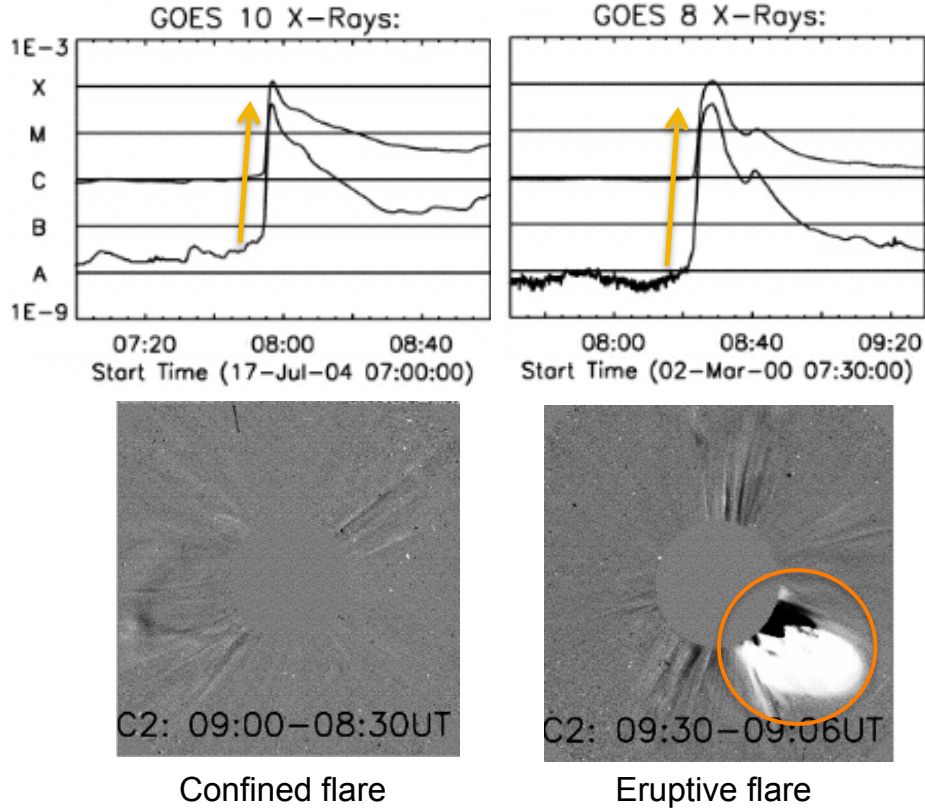 GOES 10 X-Rays:
GOES 8 X-Rays:
1E-3
X
M
C
B
A
1E-9
07:20 08:00 08:40
Start Time (17-Jul-04 07:00:00)
08:00 08:40 09:20
Start Time (02-Mar-00 07:30:00)
C2: 09:00-08:30UT
C2: 09:30-09:06UT
Confined flare
Eruptive flare